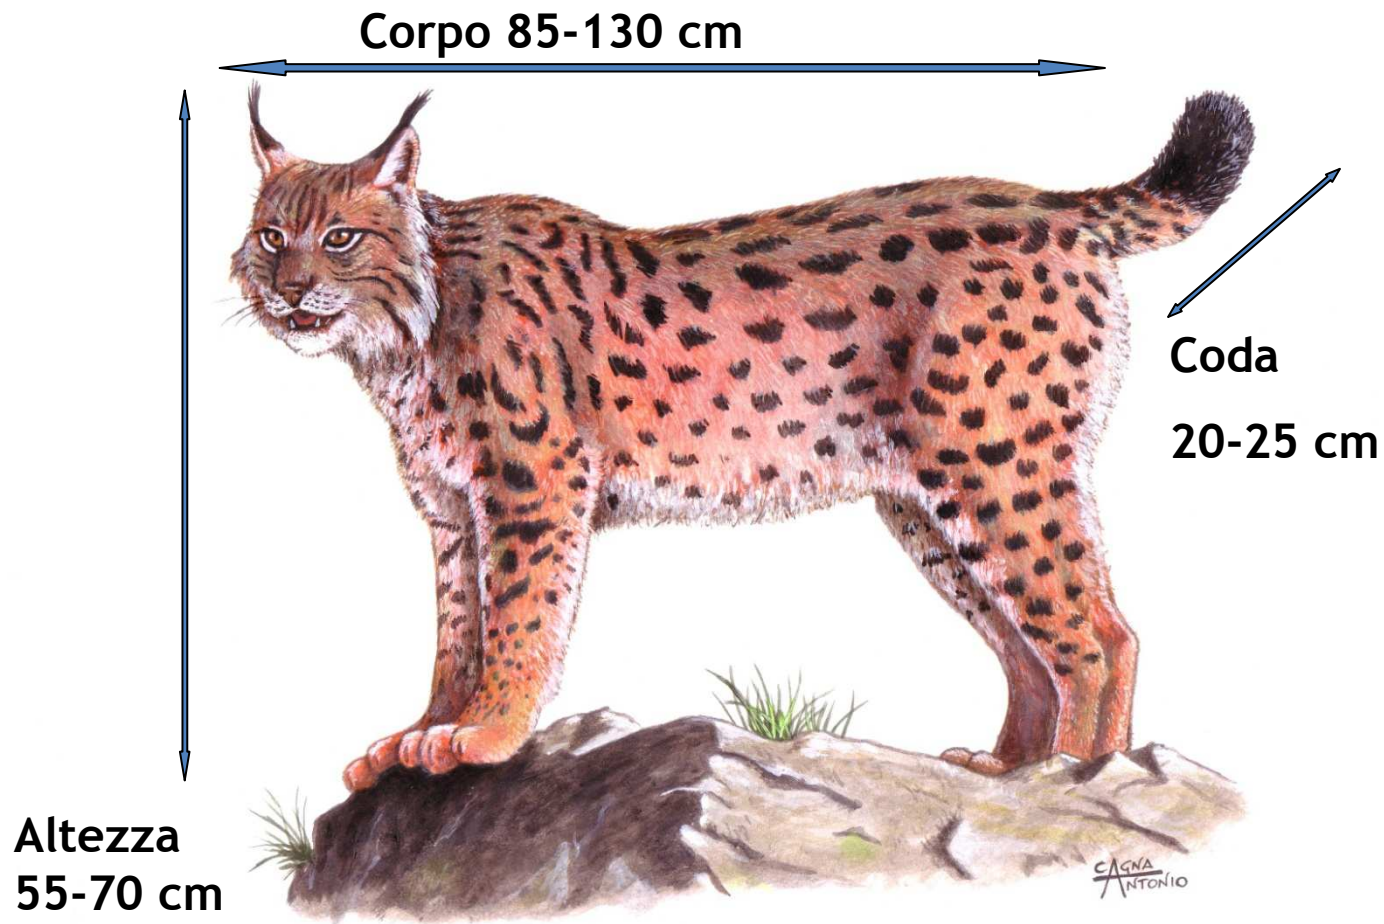 Corpo 85-130 cm
Coda
20-25 cm
Altezza
55-70 cm
CAGNA
ANTONIO